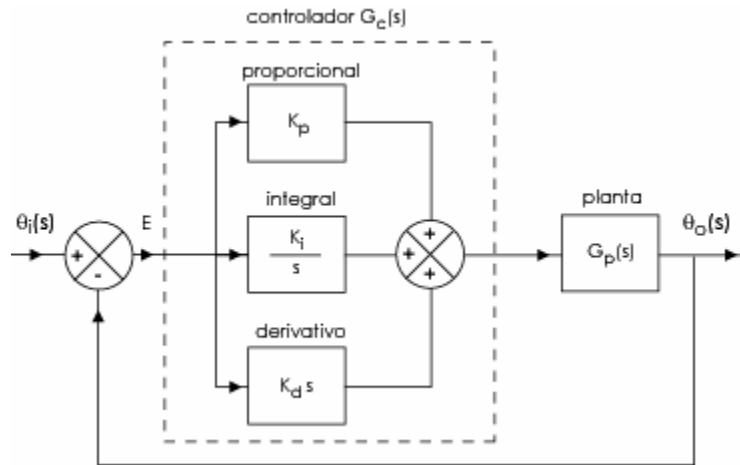 controlador G_c(s)
proporcional
K_p
integral
θ_i(s)
E
K_i
s
planta
θ_o(s)
G_p(s)
+
-
+
+
+
derivativo
K_d s